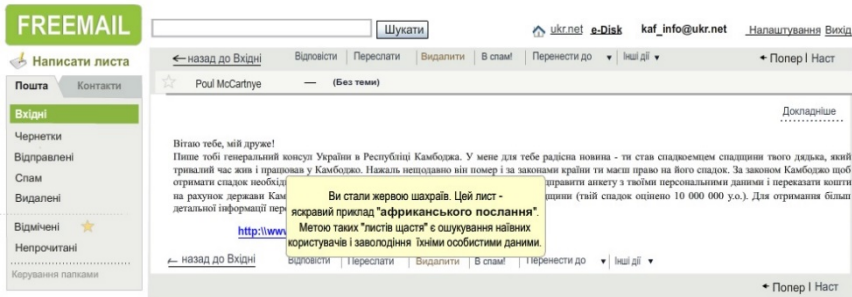 FREEMAIL
Шукати
ukr.net e-Disk kaf_info@ukr.net Налаштування Вихід
Написати листа
Пошта Контакти
Вхідні
Чернетки
Відправлені
Спам
Видалені
Відмічені
Непрочитані
Керування папками
назад до Вхідні Відповісти Переслати Видалити В спам! Перенести до Інші дії Попер | Наст
Poul McCartnye — (Без теми)
Докладніше
Вітаю тебе, мій друже!
Пише тобі генеральний консул України в Республіці Камбоджа. У мене для тебе радісна новина - ти став спадкоємцем спадщини твого дядька, який
тривалий час жив і працював у Камбоджо. Нажаль нещодавно він помер і за законами країни ти маєш право на його спадок. За законом Камбоджо щоб
отримати спадок необхід правити анкету з твоїми персональними даними і переказати кошти
на рахунок держави Кам щини (твій спадок оцінено 10 000 000 у.о.). Для отримання більш
детальної інформації пер
http:\\ww
Ви стали жервою шахраїв. Цей лист -
яскравий приклад "африканського послання".
Метою таких "листів щастя" є ошукування наївних
користувачів і заволодіння їхніми особистими даними.
назад до Вхідні Відповісти Переслати Видалити В спам! Перенести до Інші дії
Попер | Наст